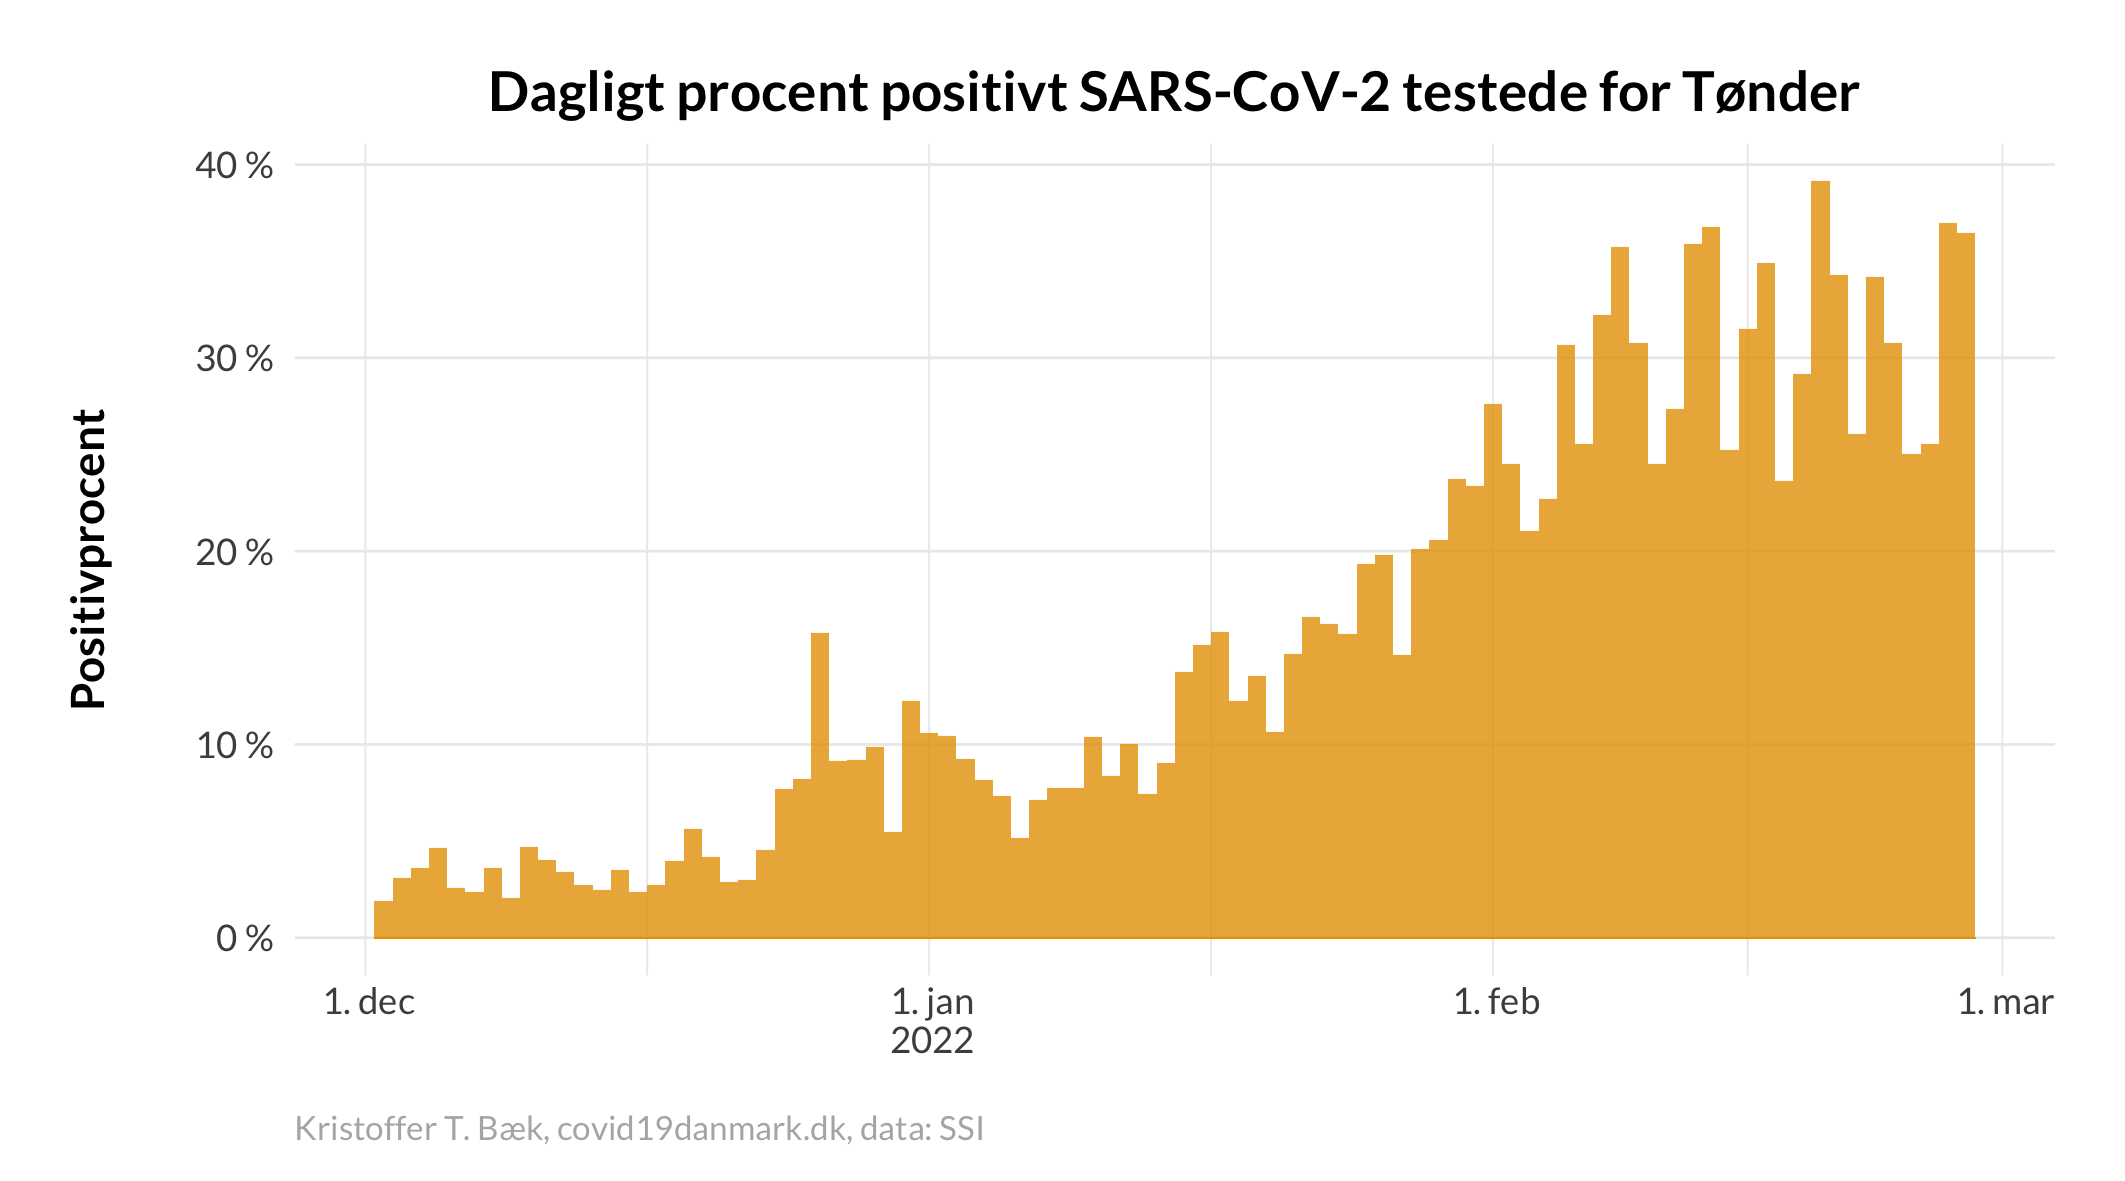 Dagligt procent positivt SARS-CoV-2 testede for Tønder
Positivprocent
40 %
30 %
20 %
10 %
0 %
1. dec
1. jan
2022
1. feb
1. mar
Kristoffer T. Bæk, covid19danmark.dk, data: SSI